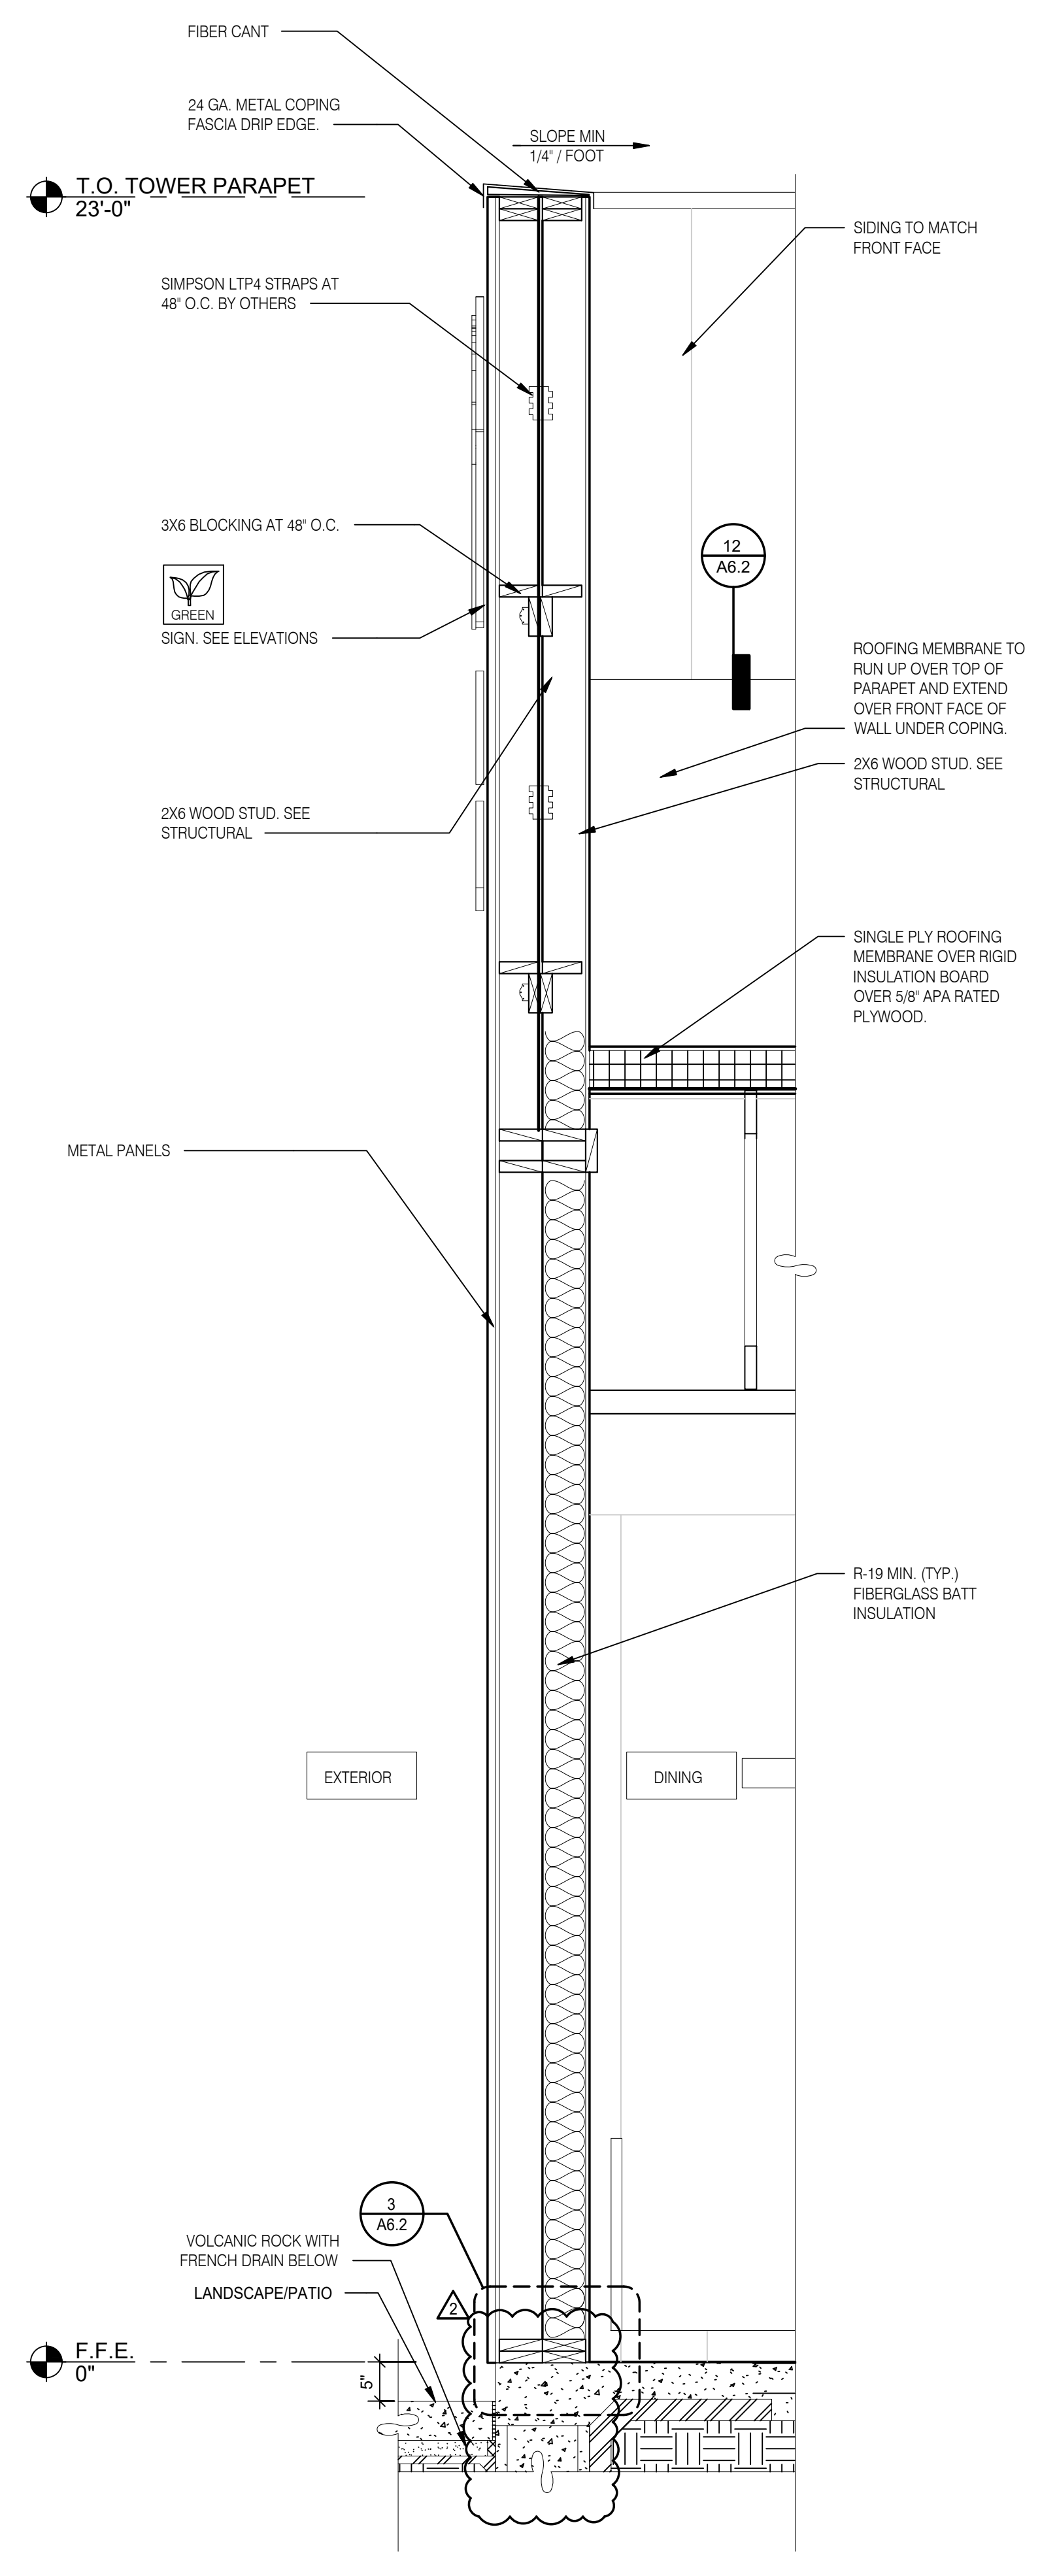 FIBER CANT
24 GA. METAL COPING
FASCIA DRIP EDGE.
SLOPE MIN
1/4" / FOOT
T.O. TOWER PARAPET
23'-0"
SIDING TO MATCH
FRONT FACE
SIMPSON LTP4 STRAPS AT
48" O.C. BY OTHERS
3X6 BLOCKING AT 48" O.C.
12
A6.2
GREEN
SIGN. SEE ELEVATIONS
ROOFING MEMBRANE TO
RUN UP OVER TOP OF
PARAPET AND EXTEND
OVER FRONT FACE OF
WALL UNDER COPING.
2X6 WOOD STUD. SEE
STRUCTURAL
2X6 WOOD STUD. SEE
STRUCTURAL
SINGLE PLY ROOFING
MEMBRANE OVER RIGID
INSULATION BOARD
OVER 5/8" APA RATED
PLYWOOD.
METAL PANELS
R-19 MIN. (TYP.)
FIBERGLASS BATT
INSULATION
EXTERIOR
DINING
3
A6.2
VOLCANIC ROCK WITH
FRENCH DRAIN BELOW
LANDSCAPE/PATIO
2
F.F.E.
0"
5"